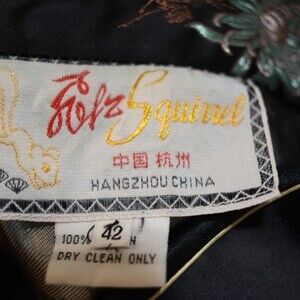 Squirrel
中国 杭州
HANGZHOU CHINA
42
100%
DRY CLEAN ONLY